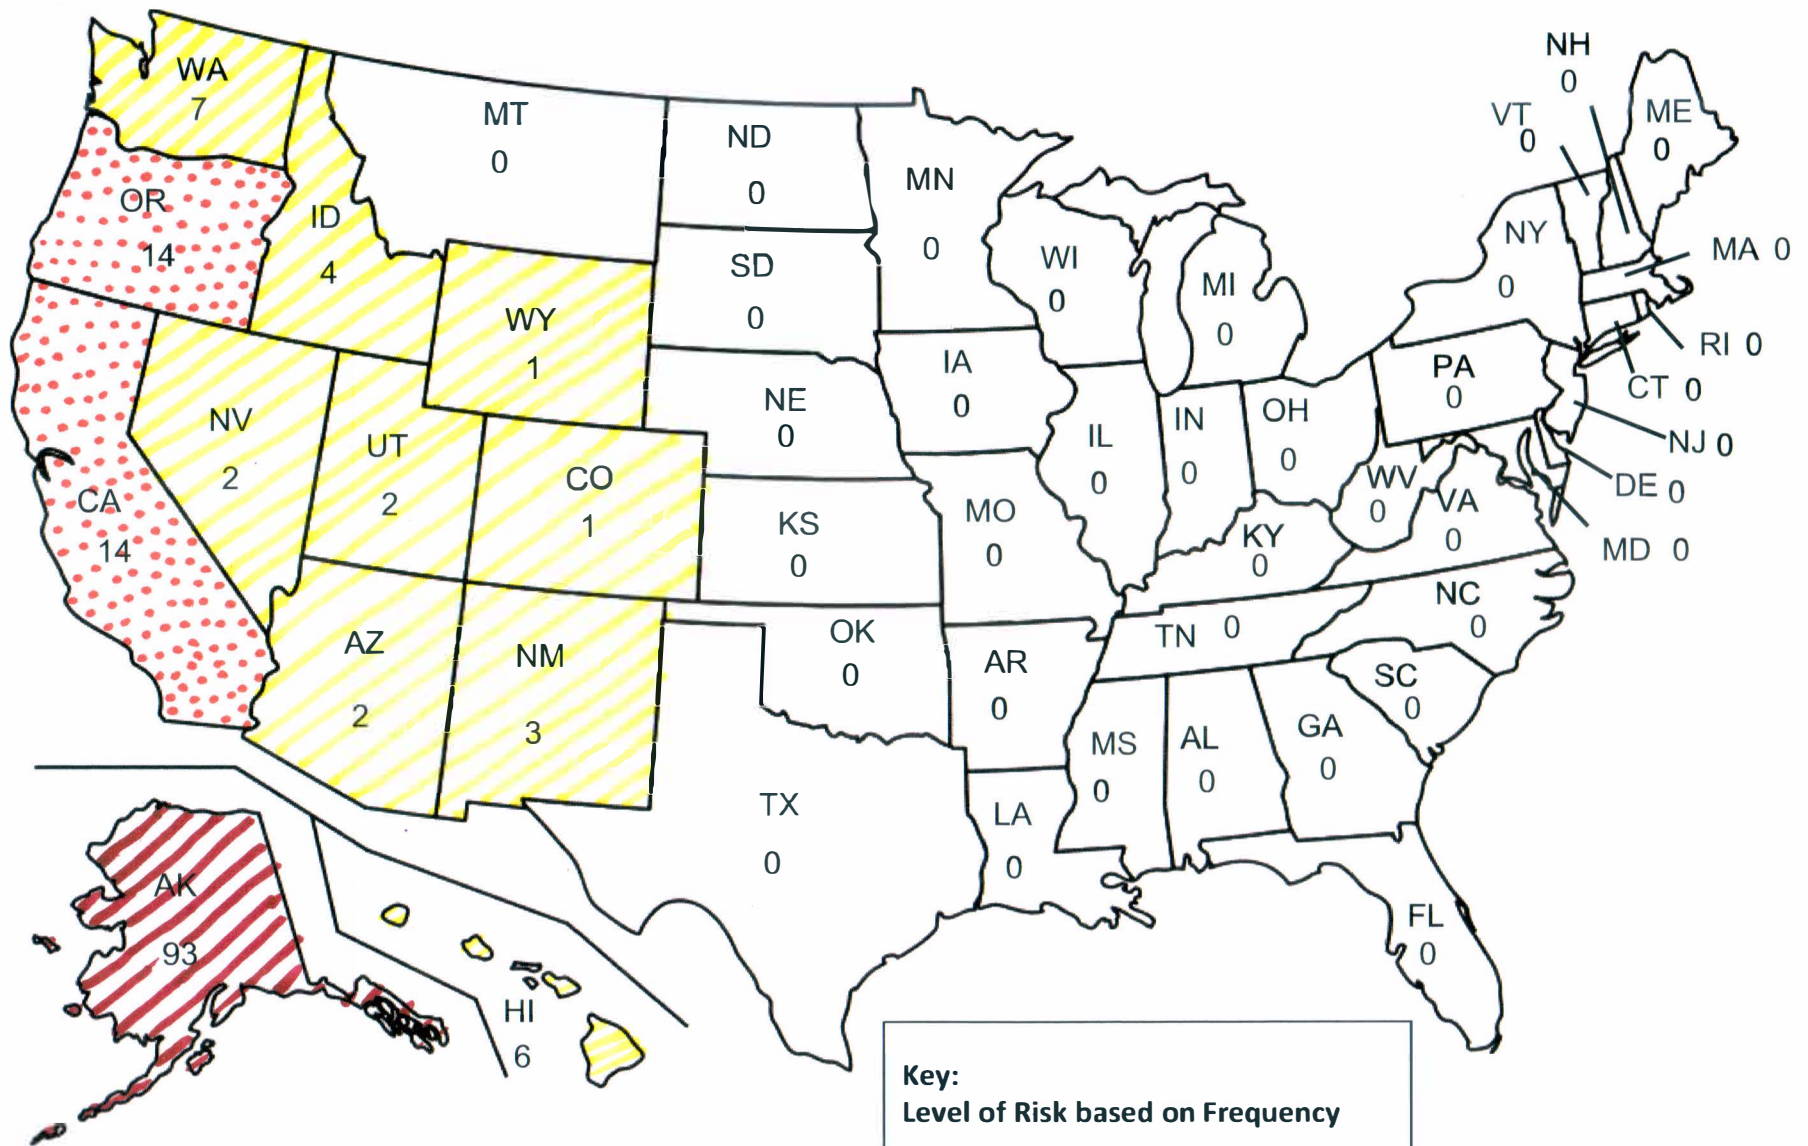 WA
7
OR
14
CA
14
ID
4
NV
2
UT
2
AZ
2
MT
0
WY
1
CO
1
NM
3
ND
0
SD
0
NE
0
KS
0
OK
0
TX
0
MN
0
IA
0
MO
0
AR
0
LA
0
WI
0
IL
0
MI
0
IN
0
OH
0
KY
0
TN 0
MS
0
AL
0
GA
0
FL
0
SC
0
NC
0
VA
0
WV
0
PA
0
NY
0
VT
0
NH
0
ME
0
MA 0
RI 0
CT 0
NJ 0
DE 0
MD 0
AK
93
HI
6
Key:
Level of Risk based on Frequency